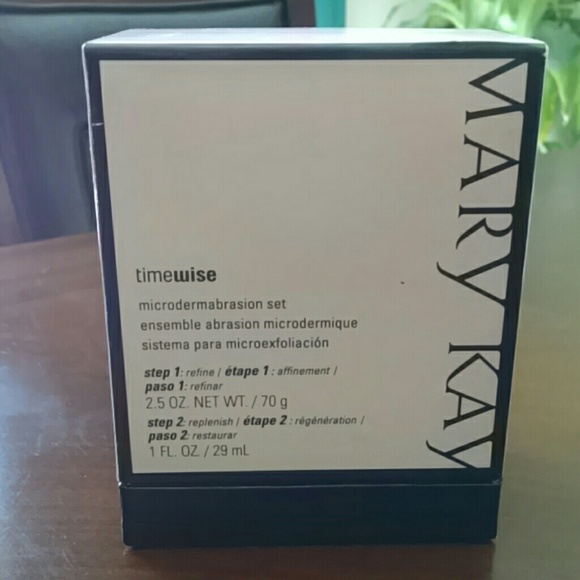 MARY KAY
timewise
microdermabrasion set
ensemble abrasion microdermique
sistema para microexfoliación
step 1: refine / étape 1 : affinement /
paso 1: refinar
2.5 OZ. NET WT. / 70 g
step 2: replenish / étape 2 : régénération /
paso 2: restaurar
1 FL. OZ. / 29 mL